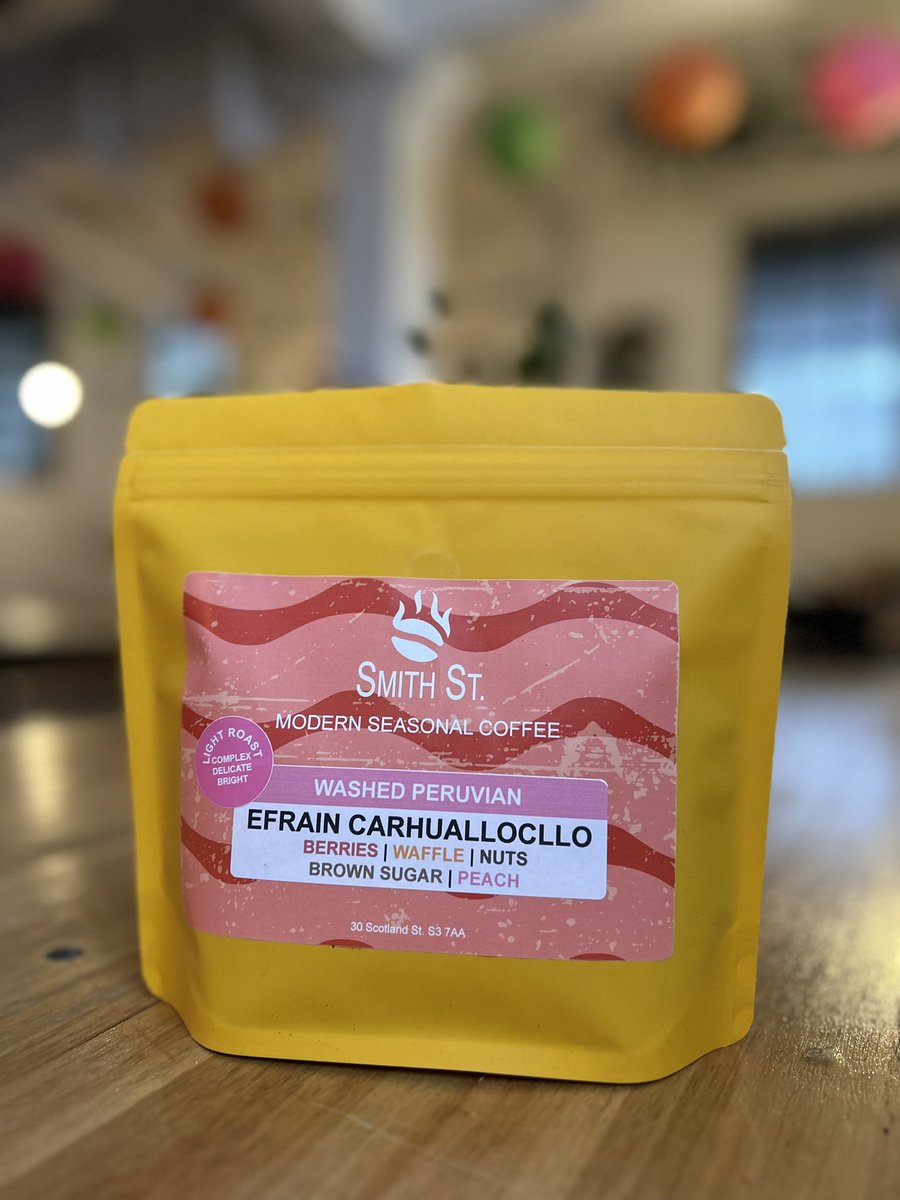 SMITH ST.
MODERN SEASONAL COFFEE
LIGHT ROAST
COMPLEX
DELICATE
BRIGHT
WASHED PERUVIAN
EFRAIN CARHUALLOCLLO
BERRIES | WAFFLE | NUTS
BROWN SUGAR | PEACH
30 Scotland St. S3 7AA